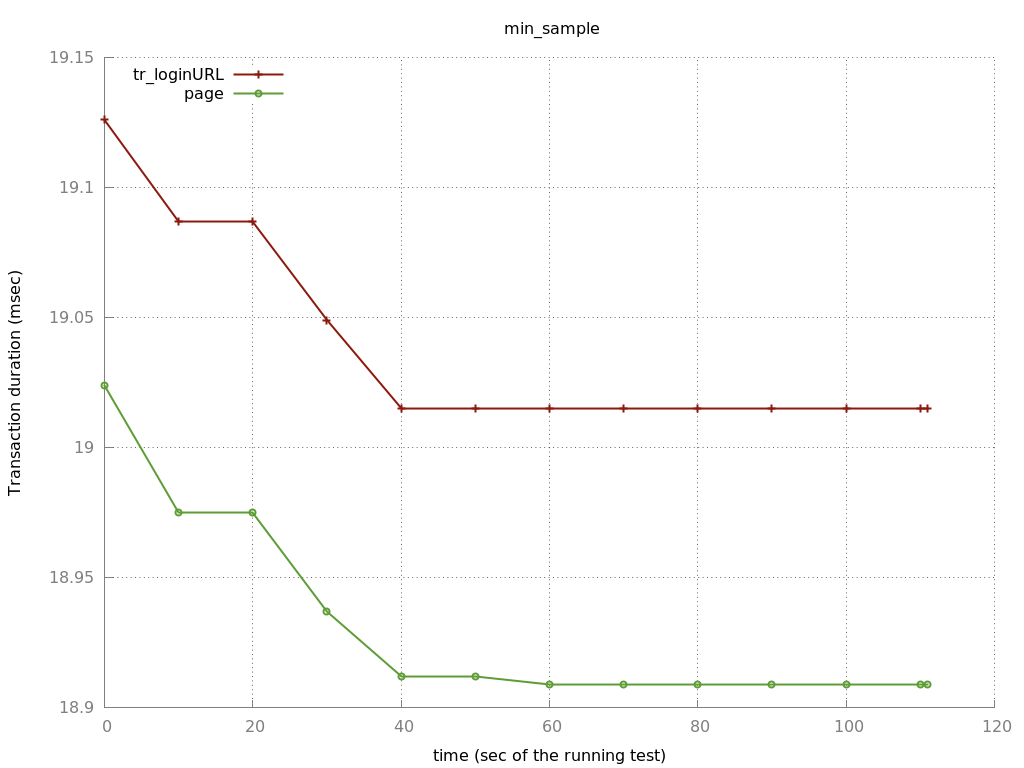 min_sample
19.15
tr_loginURL
page
19.1
19.05
19
18.95
18.9
Transaction duration (msec)
0 20 40 60 80 100 120
time (sec of the running test)